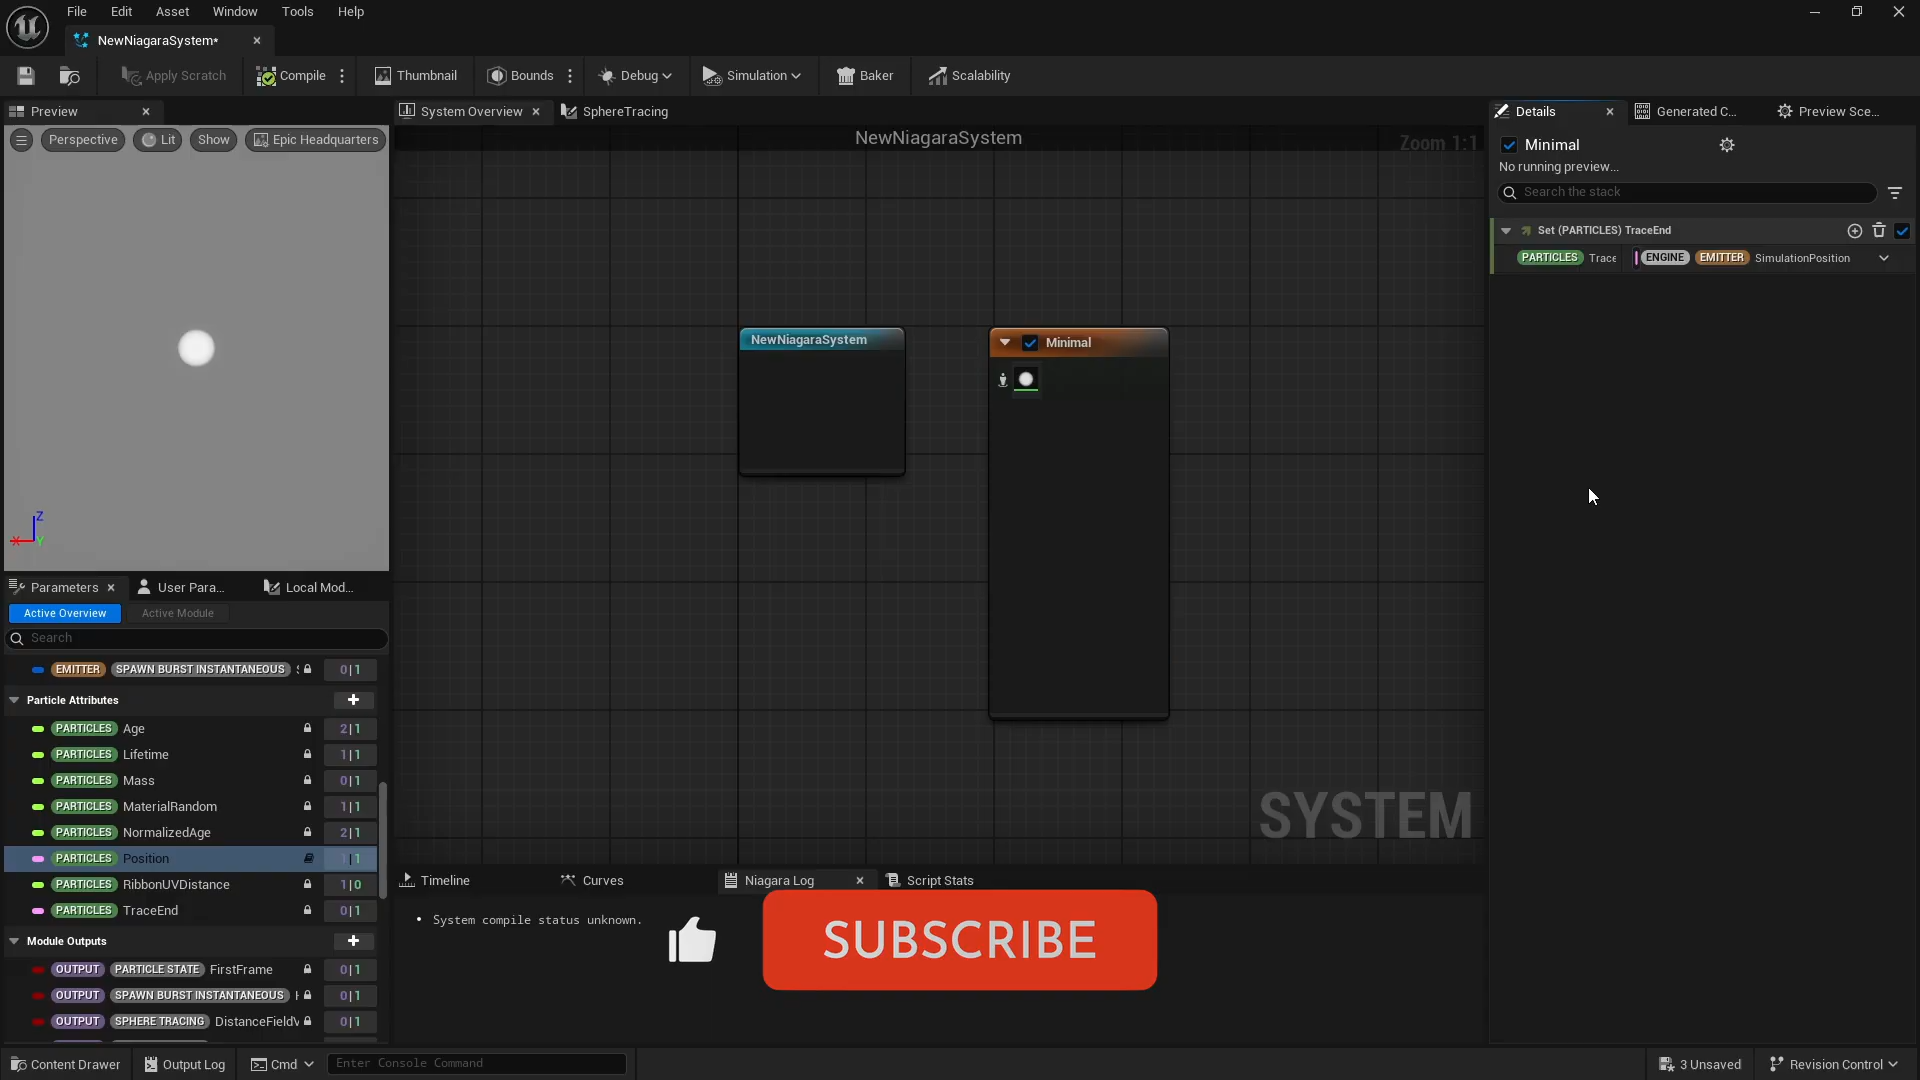 File Edit Asset Window Tools Help
NewNiagaraSystem*
Apply Scratch Compile Thumbnail Bounds Debug Simulation Baker Scalability
Preview System Overview SphereTracing Details Generated C... Preview Sce...
Perspective Lit Show Epic Headquarters
NewNiagaraSystem
Zoom 1:1
Minimal
No running preview...
Search the stack
Set (PARTICLES) TraceEnd
PARTICLES Trace ENGINE EMITTER SimulationPosition
NewNiagaraSystem
Minimal
Z
X
Y
Parameters User Para... Local Mod...
Active Overview Active Module
Search
EMITTER SPAWN BURST INSTANTANEOUS 0|1
Particle Attributes
PARTICLES Age 2|1
PARTICLES Lifetime 1|1
PARTICLES Mass 0|1
PARTICLES MaterialRandom 1|1
PARTICLES NormalizedAge 2|1
PARTICLES Position 1|1
PARTICLES RibbonUVDistance 1|0
PARTICLES TraceEnd 0|1
Module Outputs
OUTPUT PARTICLE STATE FirstFrame 0|1
OUTPUT SPAWN BURST INSTANTANEOUS 0|1
OUTPUT SPHERE TRACING DistanceFieldV 0|1
SYSTEM
Timeline Curves Niagara Log Script Stats
• System compile status unknown.
SUBSCRIBE
Content Drawer Output Log Cmd Enter Console Command 3 Unsaved Revision Control